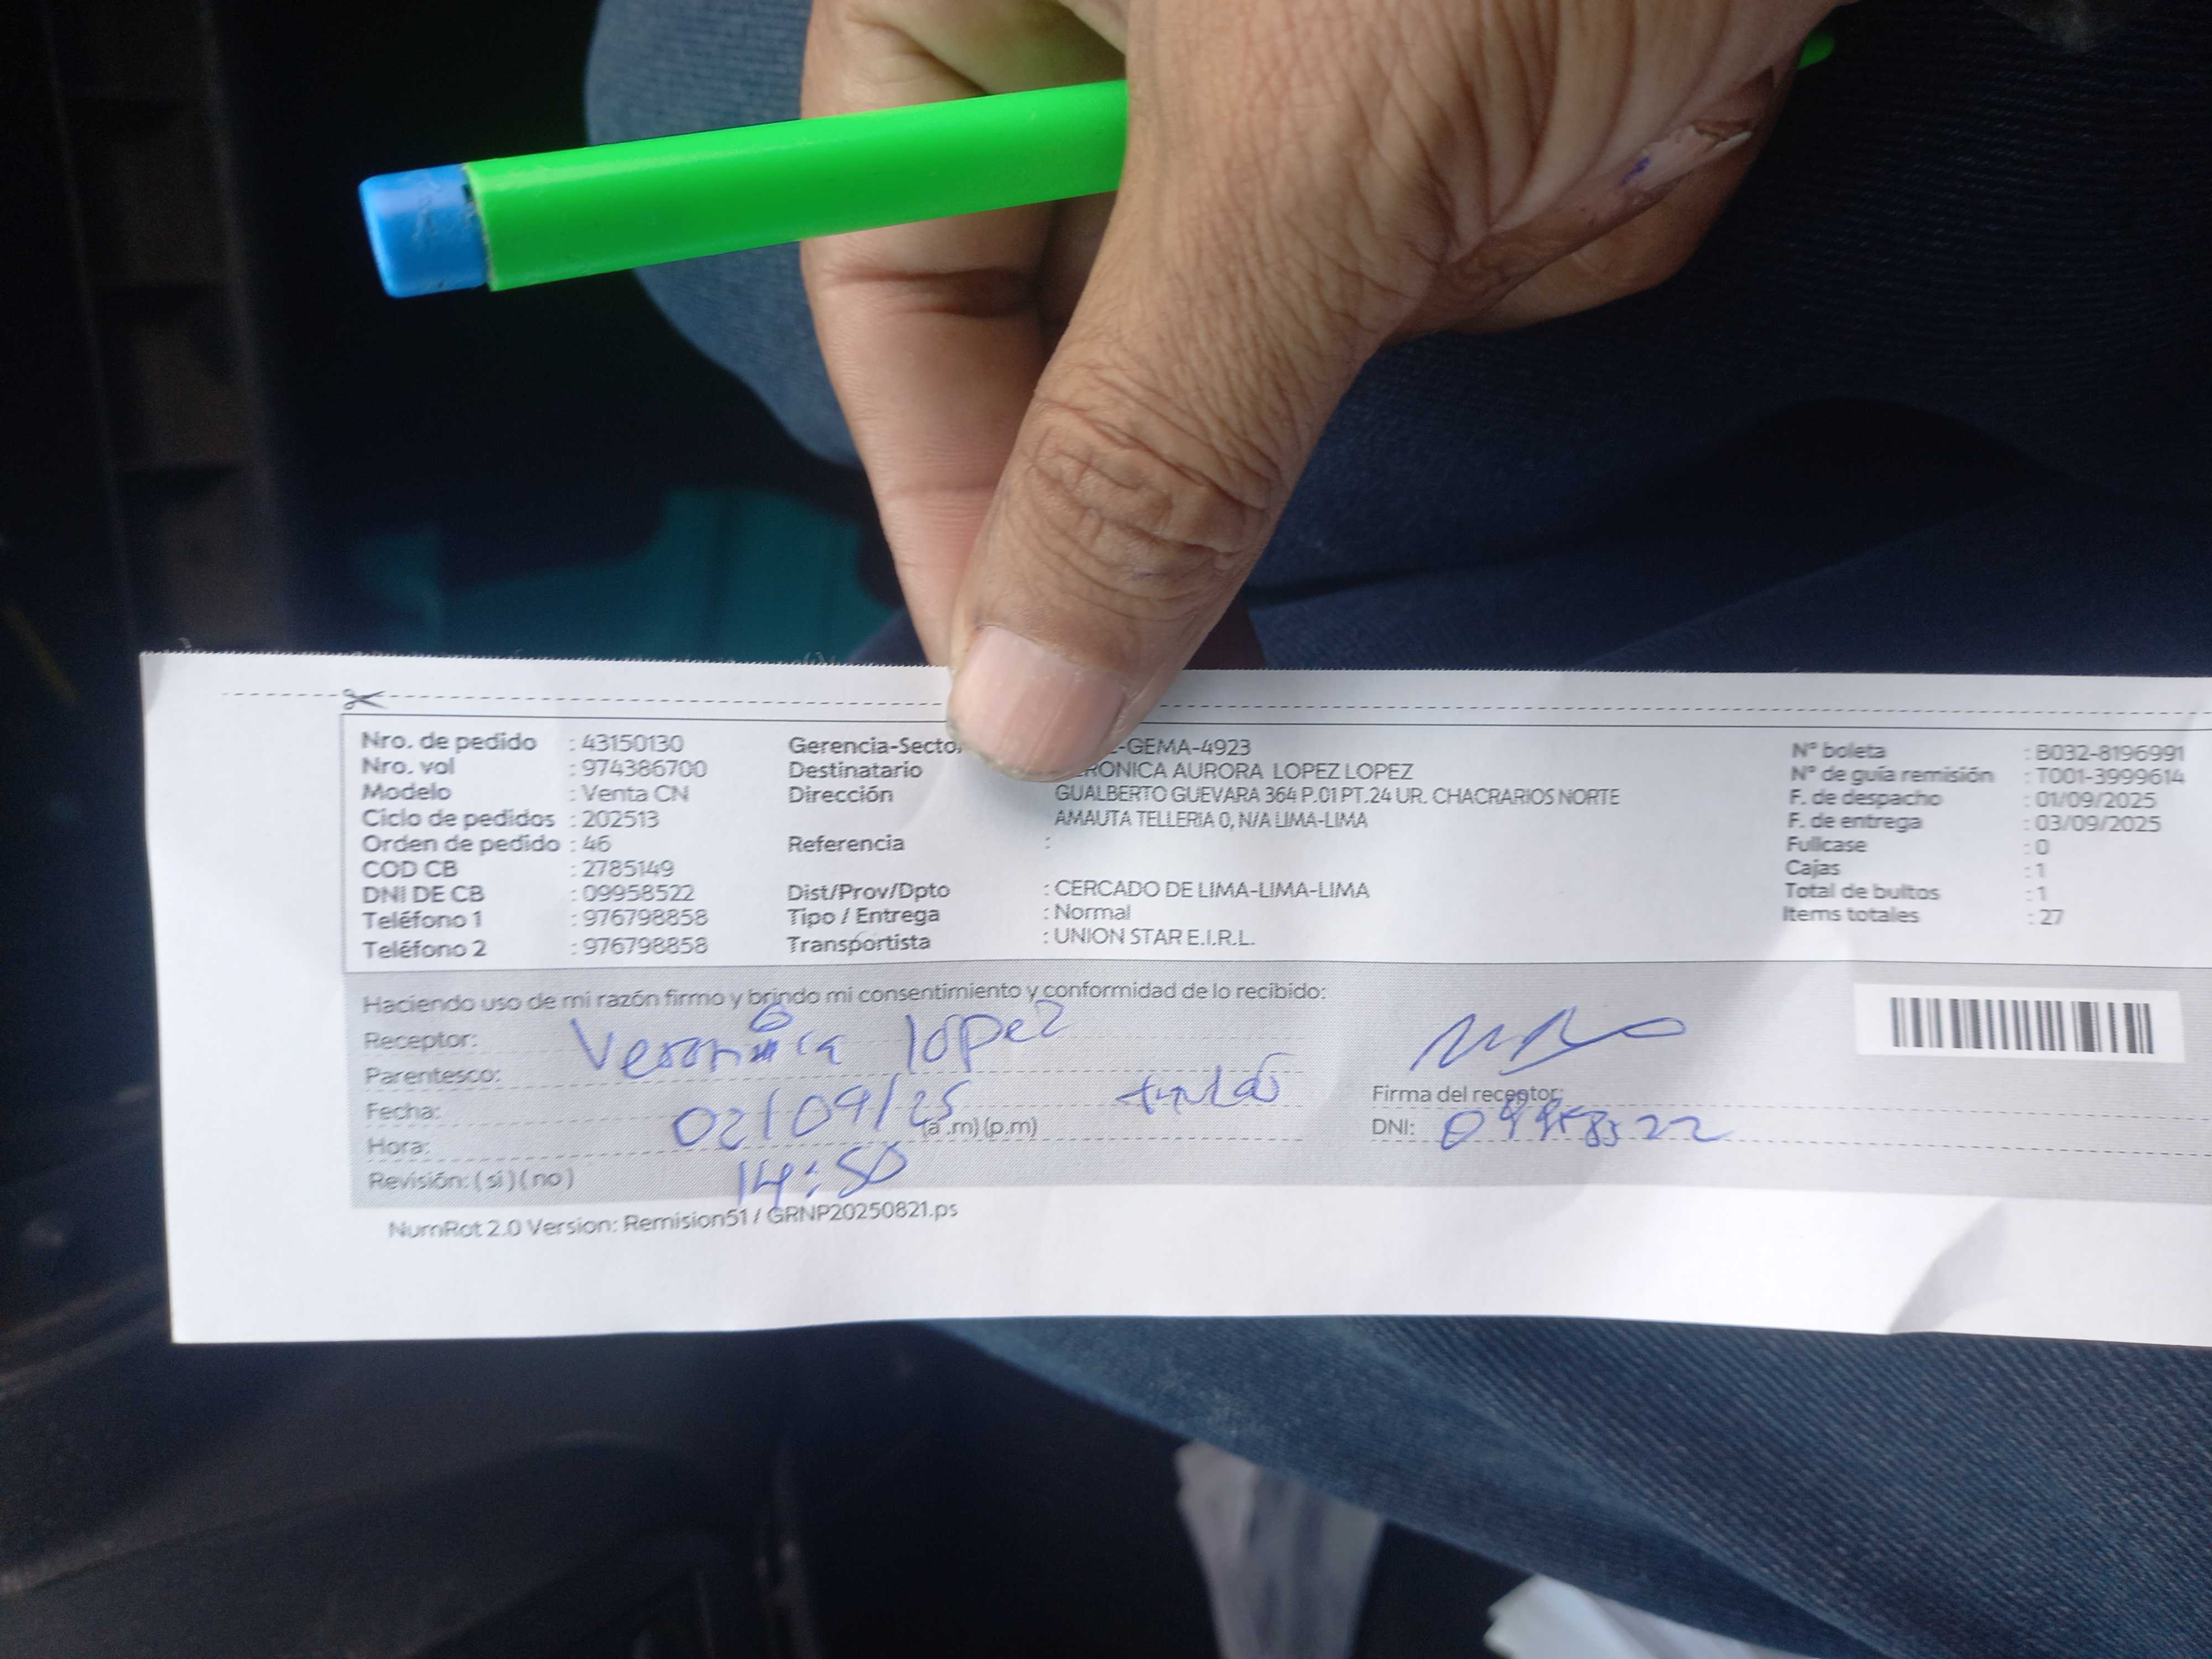 Nro. de pedido : 43150130
Nro. vol : 974386700
Modelo : Venta CN
Ciclo de pedidos : 202513
Orden de pedido : 46
COD CB : 2785149
DNI DE CB : 09958522
Teléfono 1 : 976798858
Teléfono 2 : 976798858
Gerencia-Sector -GEMA-4923
Destinatario RONICA AURORA LOPEZ LOPEZ
Dirección GUALBERTO GUEVARA 364 P.01 PT.24 UR. CHACRARIOS NORTE
AMAUTA TELLERIA 0, N/A LIMA-LIMA
Referencia :
Dist/Prov/Dpto : CERCADO DE LIMA-LIMA-LIMA
Tipo / Entrega : Normal
Transportista : UNION STAR E.I.R.L.
N° boleta : B032-8196991
N° de guía remisión : T001-3999614
F. de despacho : 01/09/2025
F. de entrega : 03/09/2025
Fullcase : 0
Cajas : 1
Total de bultos : 1
Items totales : 27
Haciendo uso de mi razón firmo y brindo mi consentimiento y conformidad de lo recibido:
Receptor: Veronica lopez
Parentesco:
Fecha: 02/09/25
Hora: (a.m) (p.m)
14:50
Revisión: ( si ) ( no )
Firma del receptor:
DNI: 09958522
NumRot 2.0 Version: Remision51 / GRNP20250821.ps